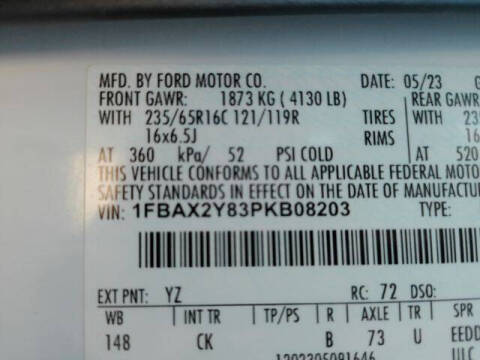 MFD. BY FORD MOTOR CO. DATE: 05/23
FRONT GAWR: 1873 KG ( 4130 LB) REAR GAWR
WITH 235/65R16C 121/119R TIRES WITH
16x6.5J RIMS 16
AT 360 kPa/ 52 PSI COLD AT 520
THIS VEHICLE CONFORMS TO ALL APPLICABLE FEDERAL MOTO
SAFETY STANDARDS IN EFFECT ON THE DATE OF MANUFACTUR
VIN: 1FBAX2Y83PKB08203 TYPE:
EXT PNT: YZ RC: 72 DSO:
WB INT TR TP/PS R AXLE TR SPR
148 CK B 73 U EEDD